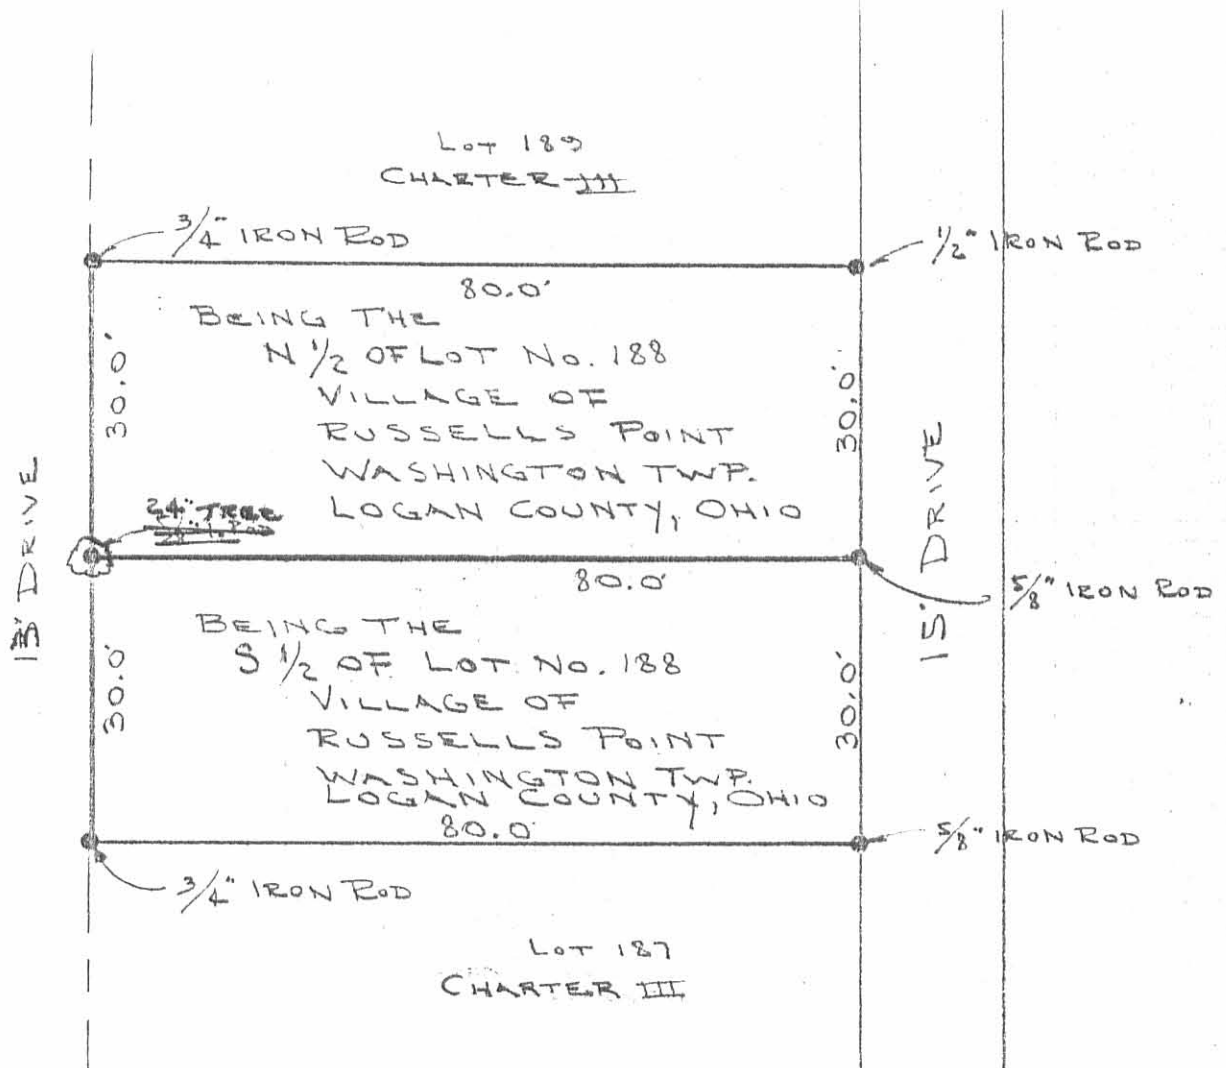 Lot 189
CHARTER III
3/4" IRON ROD
1/2" IRON ROD
80.0'
BEING THE
N 1/2 OF LOT No. 188
VILLAGE OF
RUSSELLS POINT
WASHINGTON TWP.
LOGAN COUNTY, OHIO
30.0'
30.0'
DRIVE
24" TREE
15' DRIVE
80.0'
5/8" IRON ROD
BEING THE
S 1/2 OF LOT No. 188
VILLAGE OF
RUSSELLS POINT
WASHINGTON TWP.
LOGAN COUNTY, OHIO
30.0'
30.0'
80.0'
5/8" IRON ROD
3/4" IRON ROD
Lot 187
CHARTER III